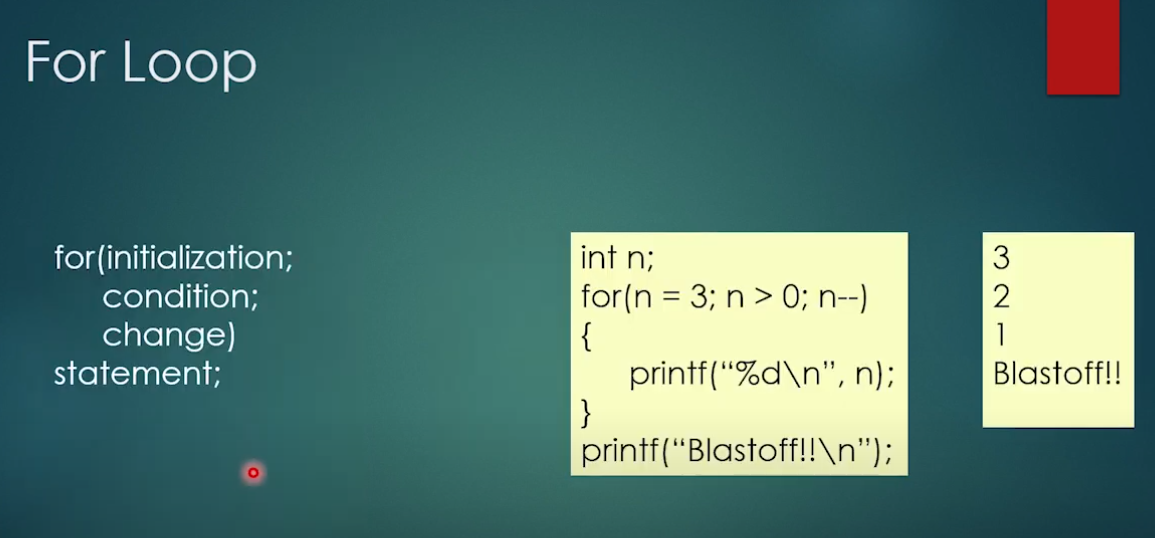 For Loop
for(initialization;
condition;
change)
statement;
int n;
for(n = 3; n > 0; n--)
{
printf(“%d\n”, n);
}
printf(“Blastoff!!\n”);
3
2
1
Blastoff!!